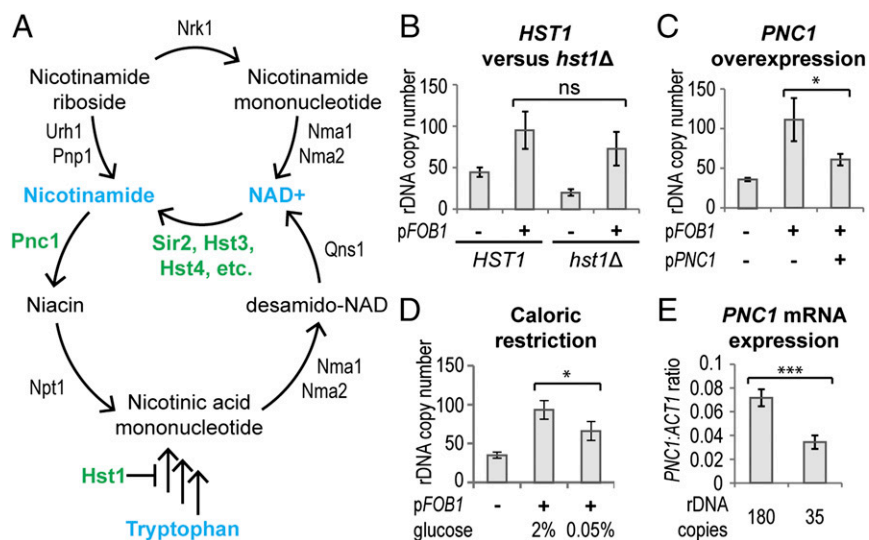 A
Nrk1
Nicotinamide
riboside
Nicotinamide
mononucleotide
Urh1
Pnp1
Nma1
Nma2
Nicotinamide
NAD+
Pnc1
Sir2, Hst3,
Hst4, etc.
Qns1
Niacin
desamido-NAD
Npt1
Nma1
Nma2
Nicotinic acid
mononucleotide
Hst1
Tryptophan
B
HST1
versus hst1Δ
rDNA copy number
150
100
50
0
ns
pFOB1 - + - +
HST1 hst1Δ
C
PNC1
overexpression
rDNA copy number
150
100
50
0
*
pFOB1 - + +
pPNC1 - - +
D
Caloric
restriction
rDNA copy number
150
100
50
0
*
pFOB1 - + +
glucose 2% 0.05%
E
PNC1 mRNA
expression
PNC1:ACT1 ratio
0.1
0.08
0.06
0.04
0.02
0
***
rDNA
copies 180 35